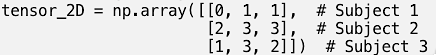 tensor_2D = np.array([[0, 1, 1],  # Subject 1
                      [2, 3, 3],  # Subject 2
                      [1, 3, 2]])  # Subject 3